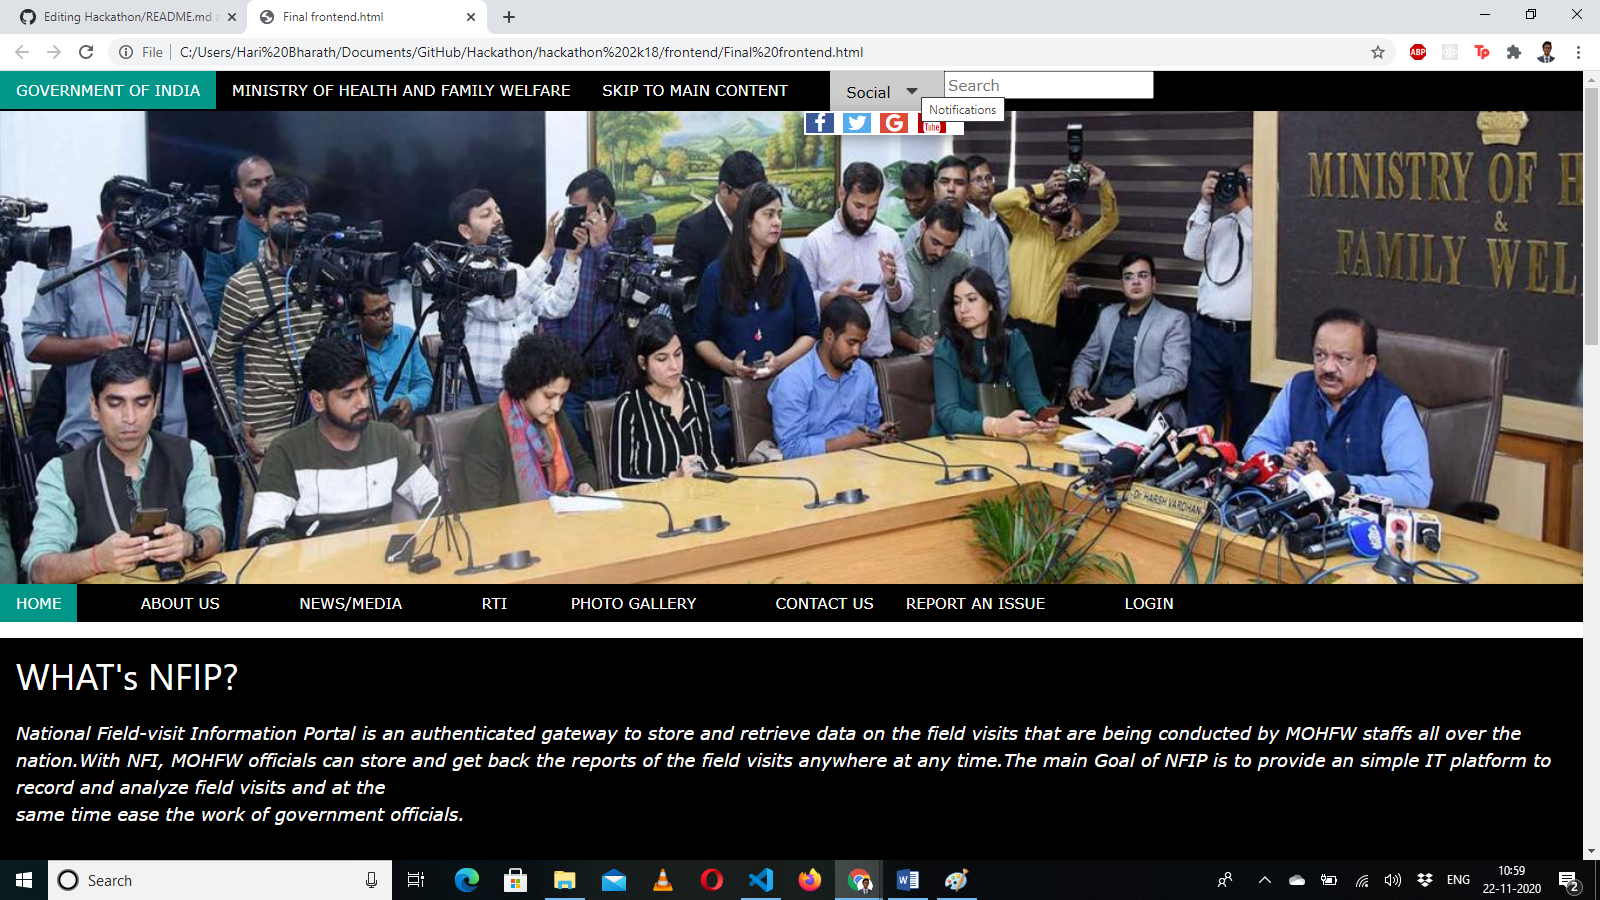 Editing Hackathon/README.md
Final frontend.html
File
C:/Users/Hari%20Bharath/Documents/GitHub/Hackathon/hackathon%202k18/frontend/Final%20frontend.html
ABP
Tp
GOVERNMENT OF INDIA
MINISTRY OF HEALTH AND FAMILY WELFARE
SKIP TO MAIN CONTENT
Social
Search
Notifications
f
G
Tube
MINISTRY OF H
&
FAMILY WEL
Dr. HARSH VARDHAN
HOME
ABOUT US
NEWS/MEDIA
RTI
PHOTO GALLERY
CONTACT US
REPORT AN ISSUE
LOGIN
WHAT's NFIP?
National Field-visit Information Portal is an authenticated gateway to store and retrieve data on the field visits that are being conducted by MOHFW staffs all over the
nation.With NFI, MOHFW officials can store and get back the reports of the field visits anywhere at any time.The main Goal of NFIP is to provide an simple IT platform to
record and analyze field visits and at the
same time ease the work of government officials.
Search
ENG
10:59
22-11-2020
2